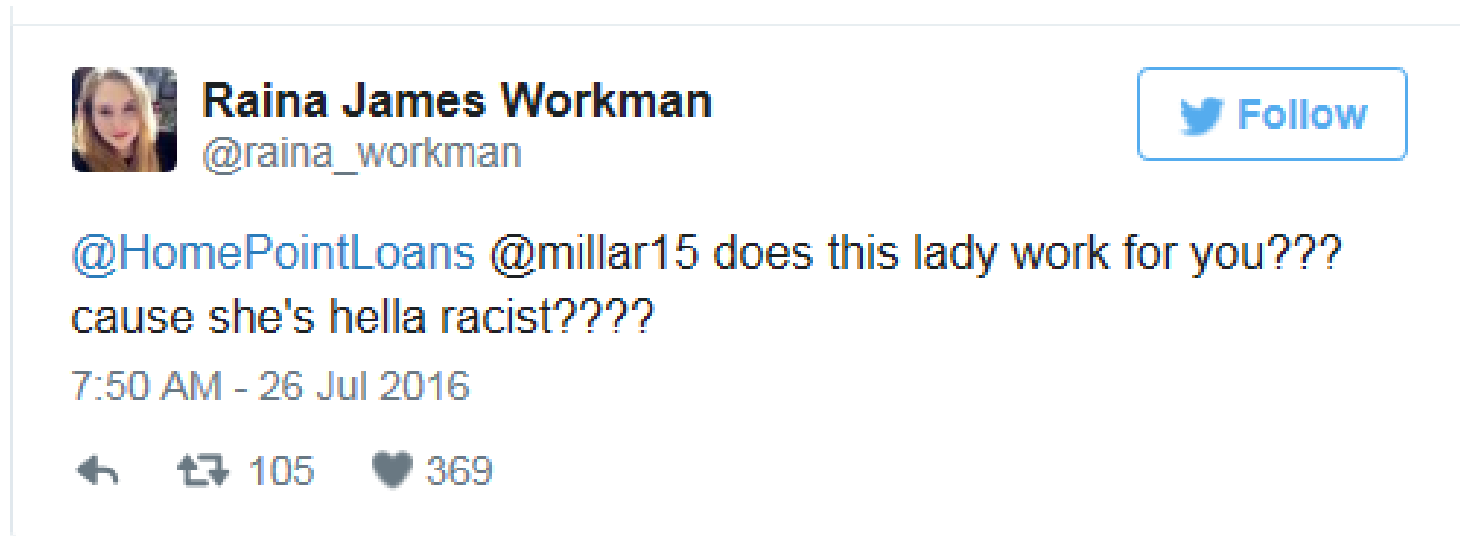 Raina James Workman
Follow
@raina_workman
@HomePointLoans @millar15 does this lady work for you???
cause she's hella racist????
7:50 AM - 26 Jul 2016
105 369